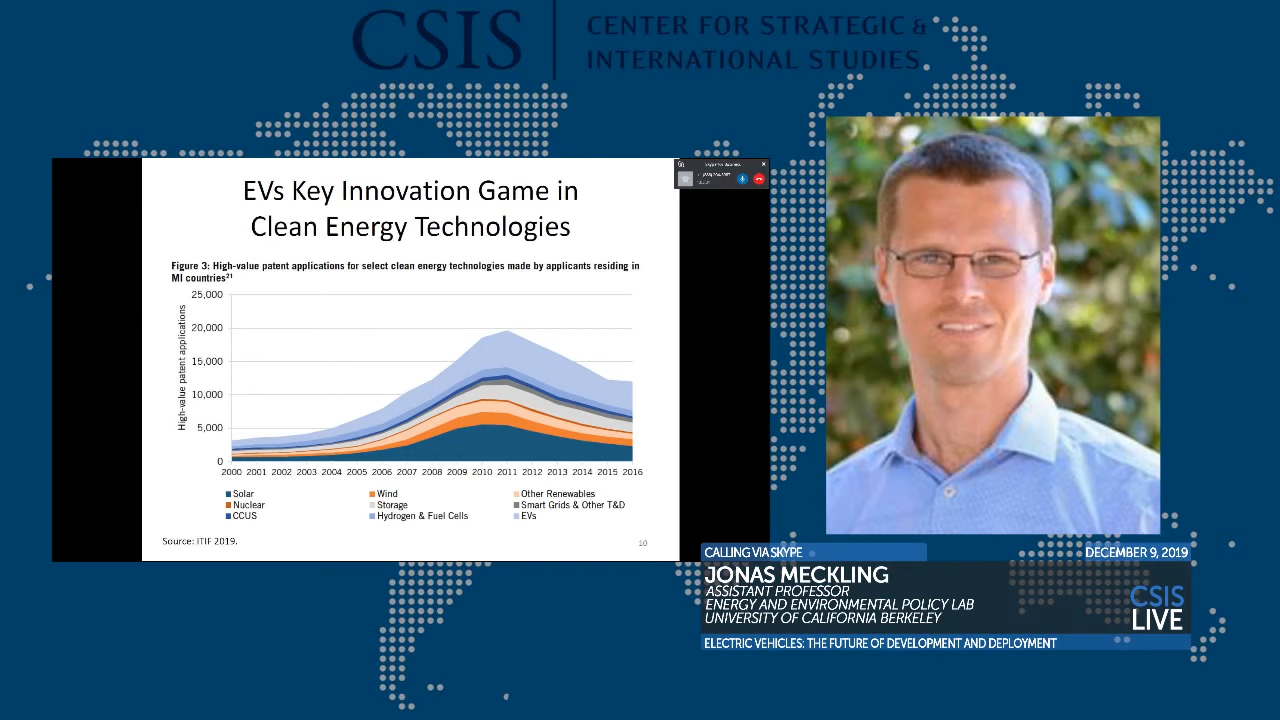 CSIS
CENTER FOR STRATEGIC &
INTERNATIONAL STUDIES
EVs Key Innovation Game in
Clean Energy Technologies
Figure 3: High-value patent applications for select clean energy technologies made by applicants residing in
MI countries21
High-value patent applications
25,000
20,000
15,000
10,000
5,000
0
2000 2001 2002 2003 2004 2005 2006 2007 2008 2009 2010 2011 2012 2013 2014 2015 2016
Solar Wind Other Renewables
Nuclear Storage Smart Grids & Other T&D
CCUS Hydrogen & Fuel Cells EVs
Source: ITIF 2019.
10
Skype for Business
CALLING VIA SKYPE
DECEMBER 9, 2019
JONAS MECKLING
ASSISTANT PROFESSOR
ENERGY AND ENVIRONMENTAL POLICY LAB
UNIVERSITY OF CALIFORNIA BERKELEY
CSIS
LIVE
ELECTRIC VEHICLES: THE FUTURE OF DEVELOPMENT AND DEPLOYMENT